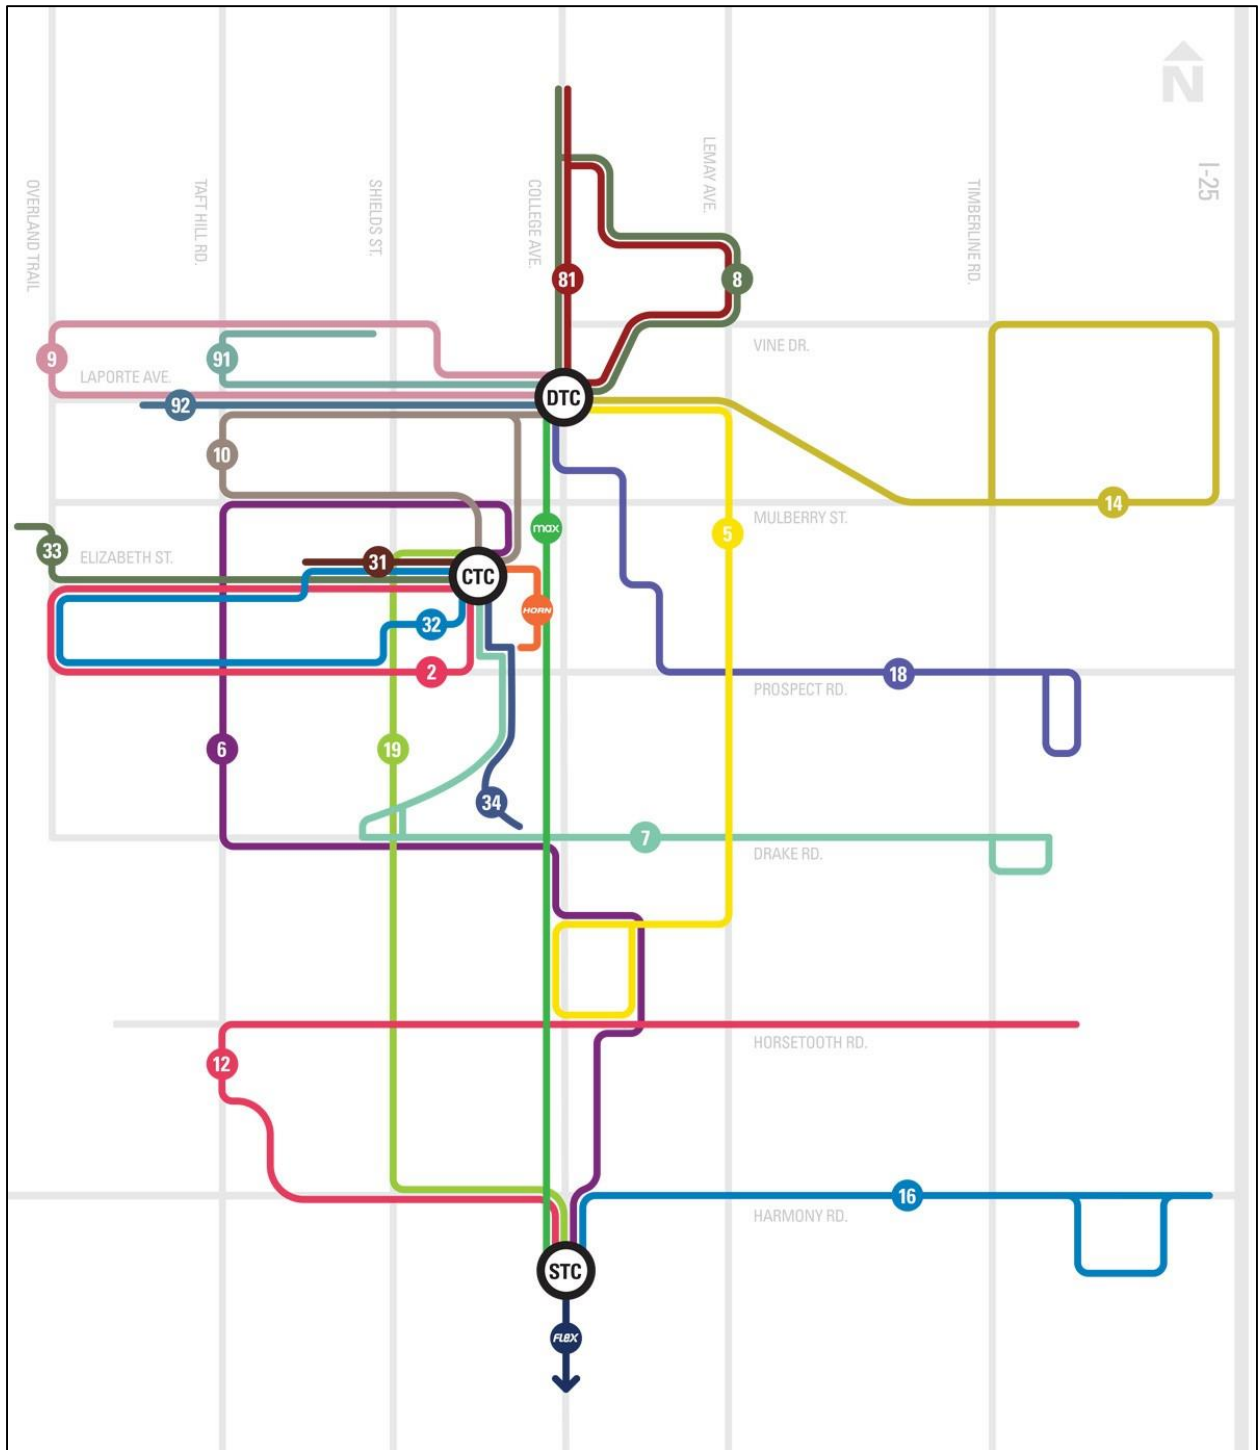 N
I-25
OVERLAND TRAIL
TAFT HILL RD.
SHIELDS ST.
COLLEGE AVE.
LEMAY AVE.
TIMBERLINE RD.
81
8
VINE DR.
9
91
LAPORTE AVE.
92
DTC
10
14
MULBERRY ST.
max
5
33
ELIZABETH ST.
31
CTC
HORN
32
2
18
PROSPECT RD.
6
19
34
7
DRAKE RD.
HORSETOOTH RD.
12
16
HARMONY RD.
STC
FLEX